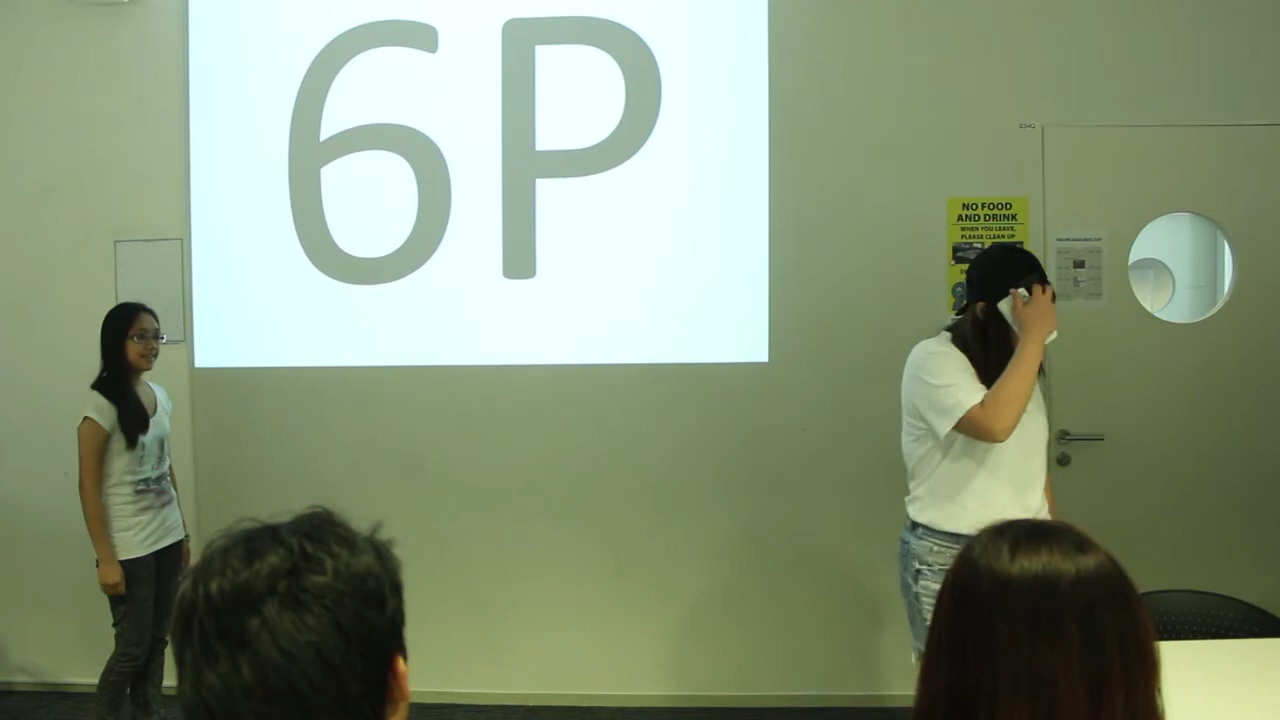 6P
NO FOOD
AND DRINK
WHEN YOU LEAVE,
PLEASE CLEAN UP